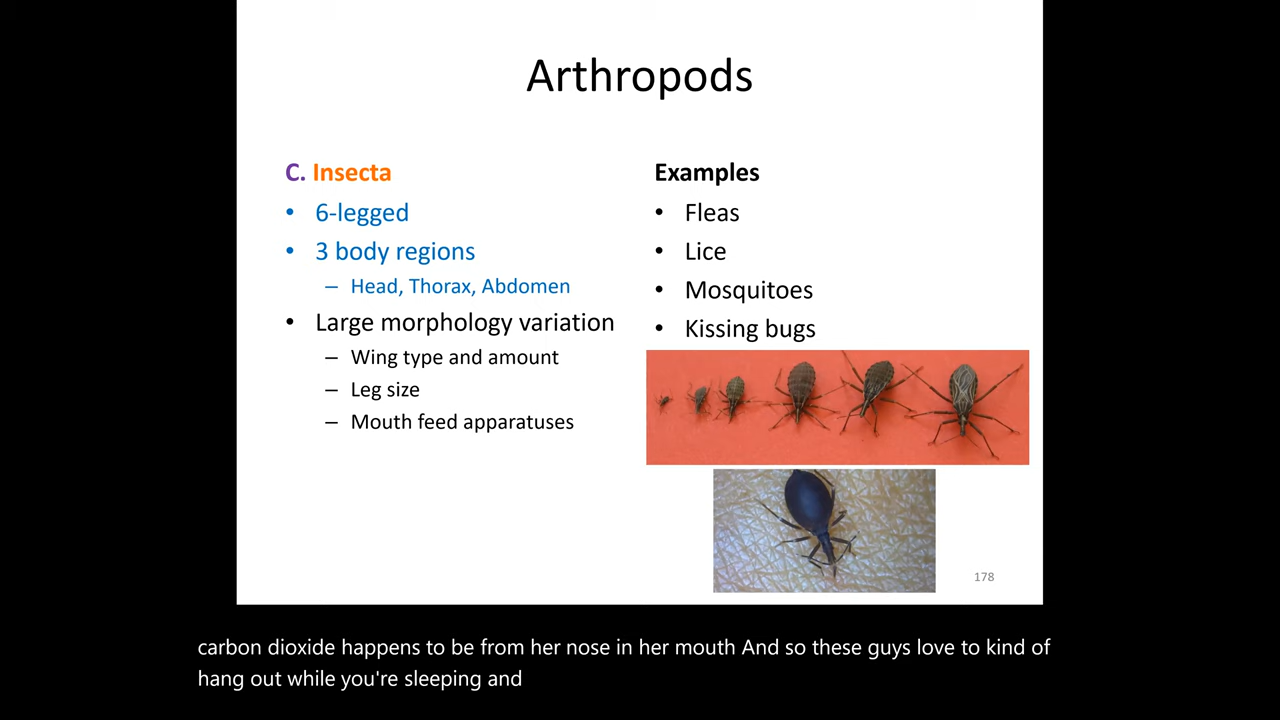 Arthropods
C. Insecta
• 6-legged
• 3 body regions
– Head, Thorax, Abdomen
• Large morphology variation
– Wing type and amount
– Leg size
– Mouth feed apparatuses
Examples
• Fleas
• Lice
• Mosquitoes
• Kissing bugs
178
carbon dioxide happens to be from her nose in her mouth And so these guys love to kind of
hang out while you're sleeping and